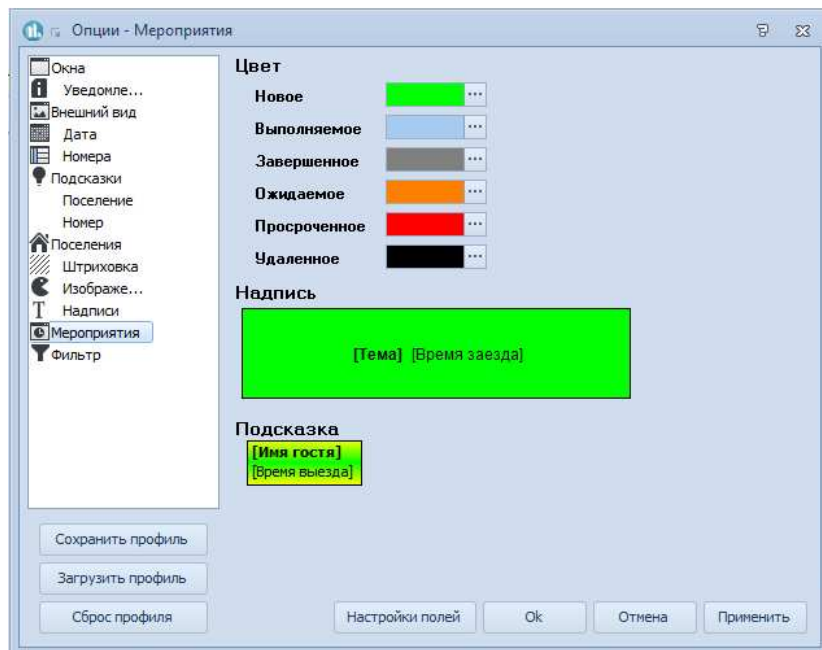 Опции - Мероприятия
Окна
Уведомле...
Внешний вид
Дата
Номера
Подсказки
Поселение
Номер
Поселения
Штриховка
Изображе...
Надписи
Мероприятия
Фильтр
Сохранить профиль
Загрузить профиль
Сброс профиля
Цвет
Новое ...
Выполняемое ...
Завершенное ...
Ожидаемое ...
Просроченное ...
Удаленное ...
Надпись
[Тема] [Время заезда]
Подсказка
[Имя гостя]
[Время выезда]
Настройки полей
Ok
Отмена
Применить